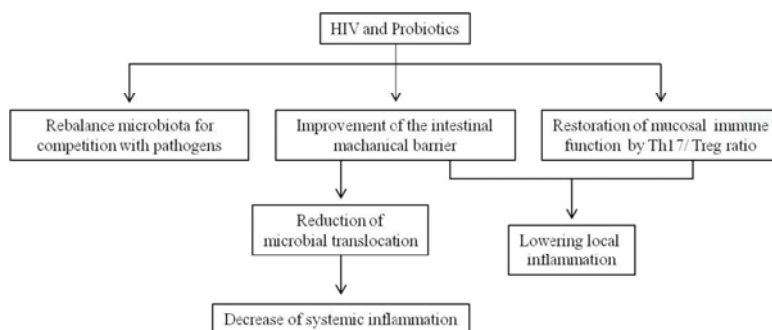 HIV and Probiotics
Rebalance microbiota for
competition with pathogens
Improvement of the intestinal
machanical barrier
Restoration of mucosal immune
function by Th17/ Treg ratio
Reduction of
microbial translocation
Lowering local
inflammation
Decrease of systemic inflammation